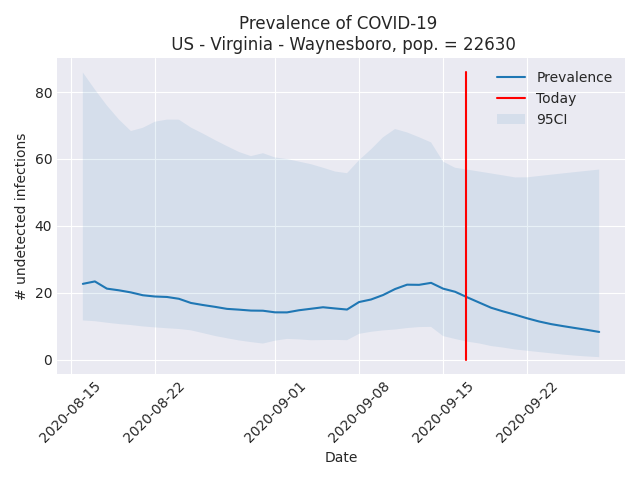 Prevalence of COVID-19
US - Virginia - Waynesboro, pop. = 22630
Prevalence
Today
95CI
# undetected infections
80
60
40
20
0
2020-08-15
2020-08-22
2020-09-01
2020-09-08
2020-09-15
2020-09-22
Date